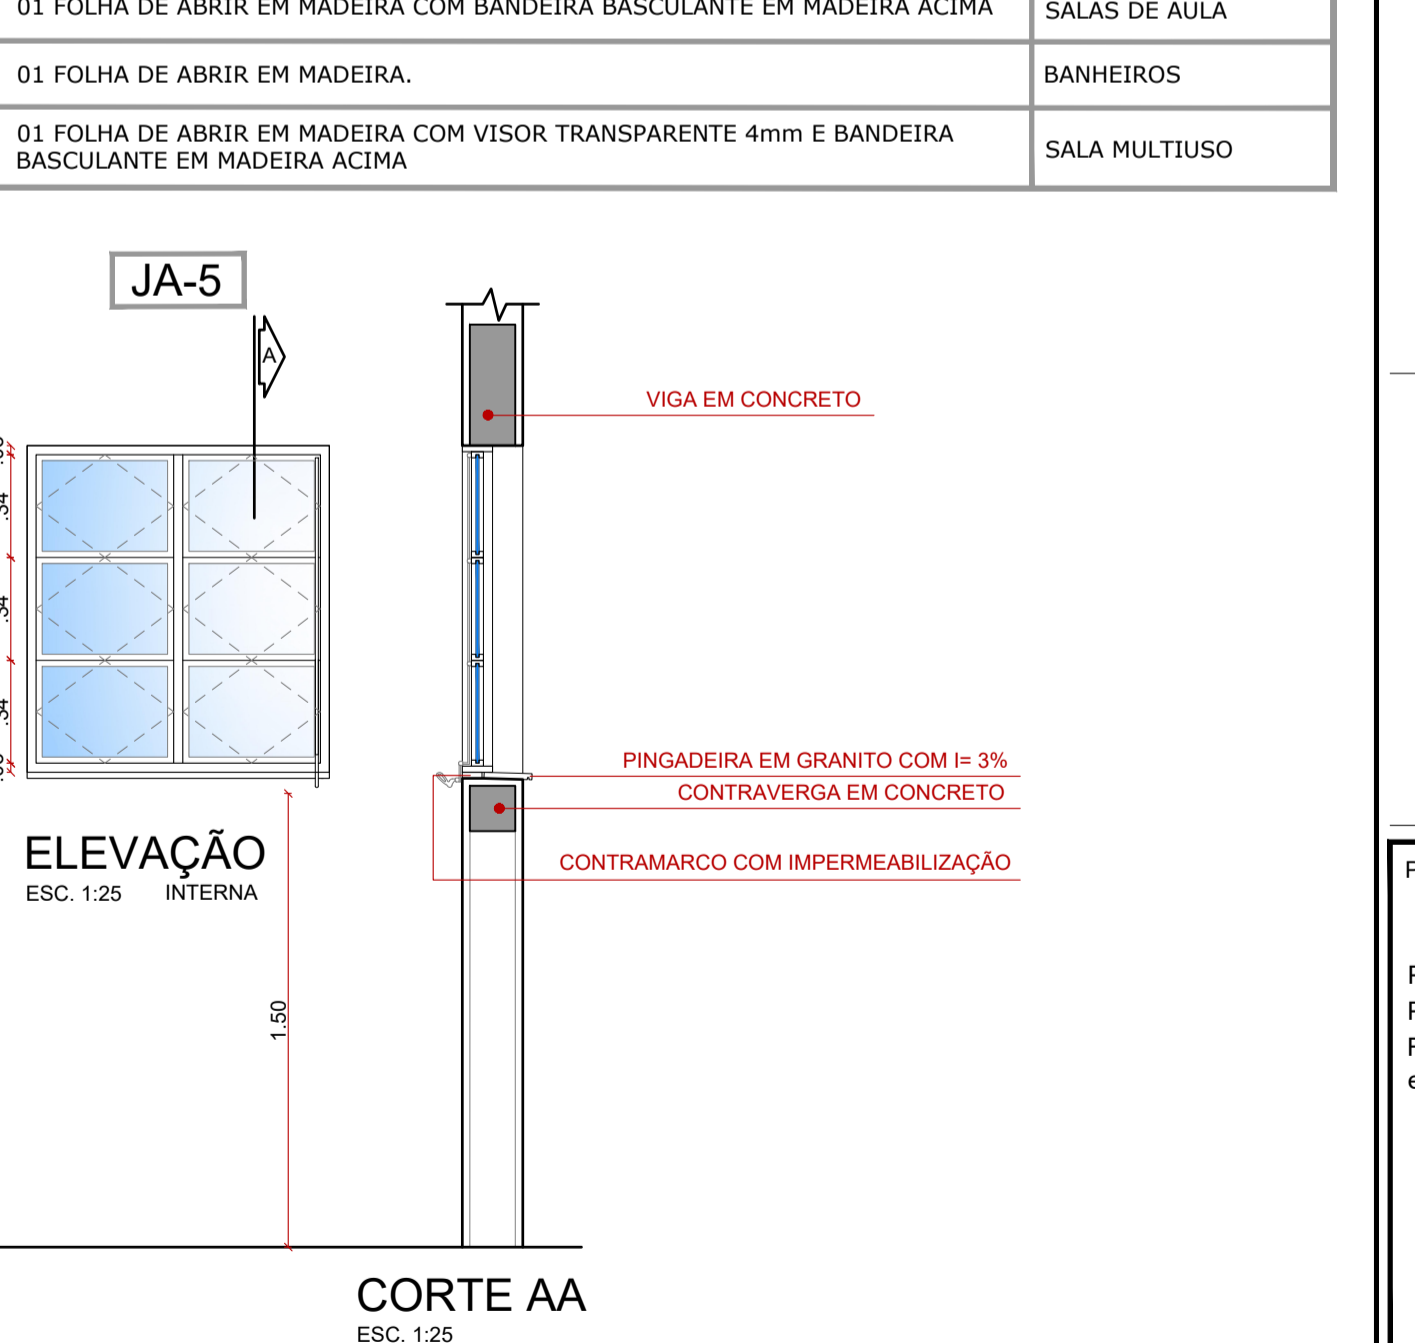 01 FOLHA DE ABRIR EM MADEIRA COM BANDEIRA BASCULANTE EM MADEIRA ACIMA
SALAS DE AULA
01 FOLHA DE ABRIR EM MADEIRA.
BANHEIROS
01 FOLHA DE ABRIR EM MADEIRA COM VISOR TRANSPARENTE 4mm E BANDEIRA
BASCULANTE EM MADEIRA ACIMA
SALA MULTIUSO
JA-5
A
VIGA EM CONCRETO
.34
.34
.34
PINGADEIRA EM GRANITO COM I= 3%
CONTRAVERGA EM CONCRETO
CONTRAMARCO COM IMPERMEABILIZAÇÃO
ELEVAÇÃO
ESC. 1:25 INTERNA
1.50
CORTE AA
ESC. 1:25